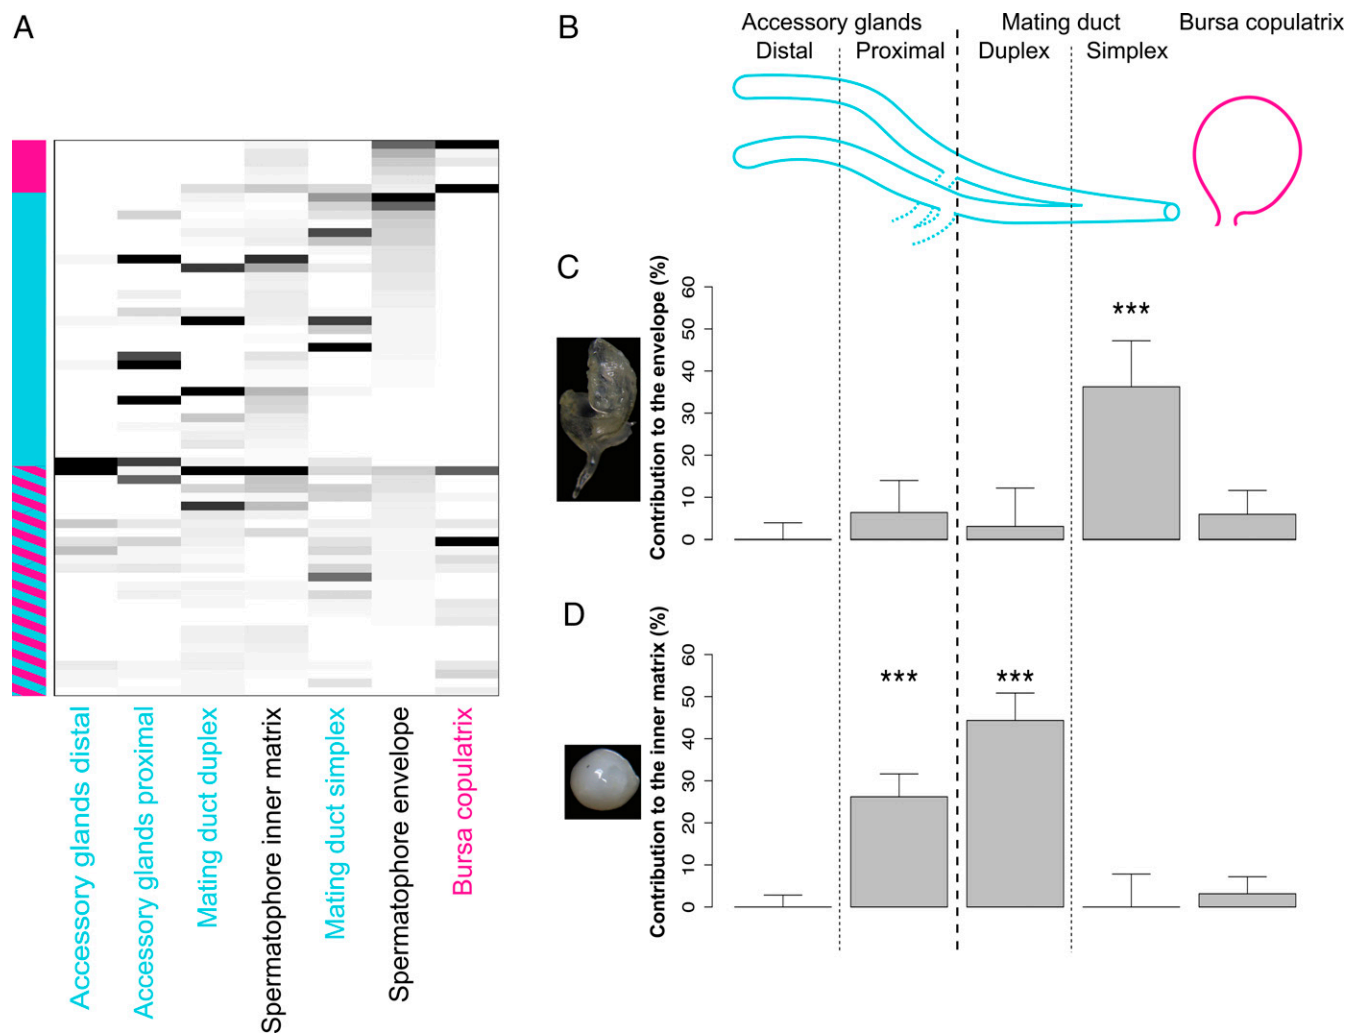 A
Accessory glands distal
Accessory glands proximal
Mating duct duplex
Spermatophore inner matrix
Mating duct simplex
Spermatophore envelope
Bursa copulatrix
B
Accessory glands
Mating duct
Bursa copulatrix
Distal
Proximal
Duplex
Simplex
C
Contribution to the envelope (%)
60
50
40
30
20
10
0
***
D
Contribution to the inner matrix (%)
60
50
40
30
20
10
0
***
***